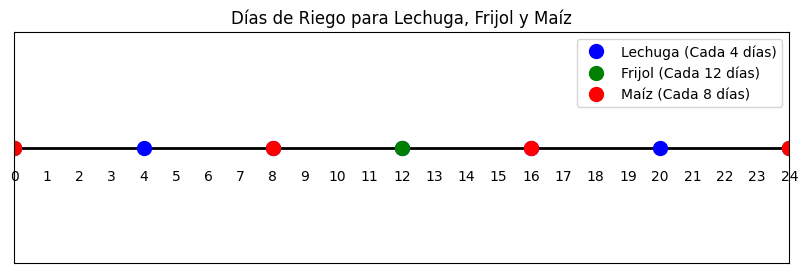 Días de Riego para Lechuga, Frijol y Maíz
Lechuga (Cada 4 días)
Frijol (Cada 12 días)
Maíz (Cada 8 días)
0 1 2 3 4 5 6 7 8 9 10 11 12 13 14 15 16 17 18 19 20 21 22 23 24